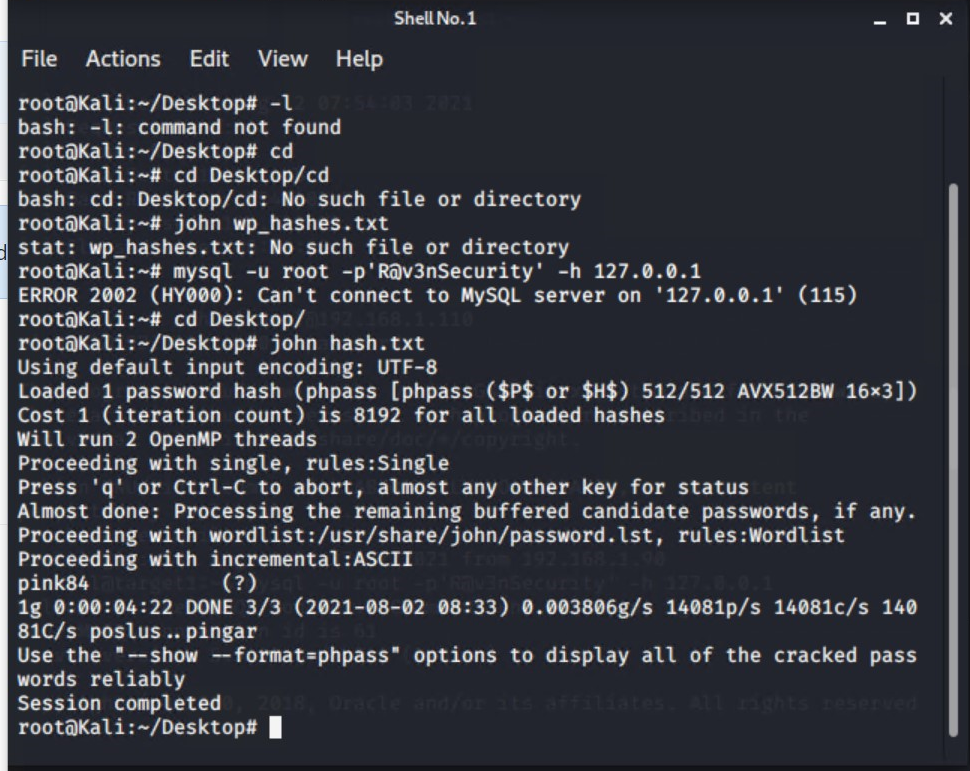 Shell No.1
File Actions Edit View Help
root@Kali:~/Desktop# -l
bash: -l: command not found
root@Kali:~/Desktop# cd
root@Kali:~# cd Desktop/cd
bash: cd: Desktop/cd: No such file or directory
root@Kali:~# john wp_hashes.txt
stat: wp_hashes.txt: No such file or directory
root@Kali:~# mysql -u root -p'R@v3nSecurity' -h 127.0.0.1
ERROR 2002 (HY000): Can't connect to MySQL server on '127.0.0.1' (115)
root@Kali:~# cd Desktop/
root@Kali:~/Desktop# john hash.txt
Using default input encoding: UTF-8
Loaded 1 password hash (phpass [phpass ($P$ or $H$) 512/512 AVX512BW 16×3])
Cost 1 (iteration count) is 8192 for all loaded hashes
Will run 2 OpenMP threads
Proceeding with single, rules:Single
Press 'q' or Ctrl-C to abort, almost any other key for status
Almost done: Processing the remaining buffered candidate passwords, if any.
Proceeding with wordlist:/usr/share/john/password.lst, rules:Wordlist
Proceeding with incremental:ASCII
pink84 (?)
1g 0:00:04:22 DONE 3/3 (2021-08-02 08:33) 0.003806g/s 14081p/s 14081c/s 140
81C/s poslus..pingar
Use the "--show --format=phpass" options to display all of the cracked pass
words reliably
Session completed
root@Kali:~/Desktop#